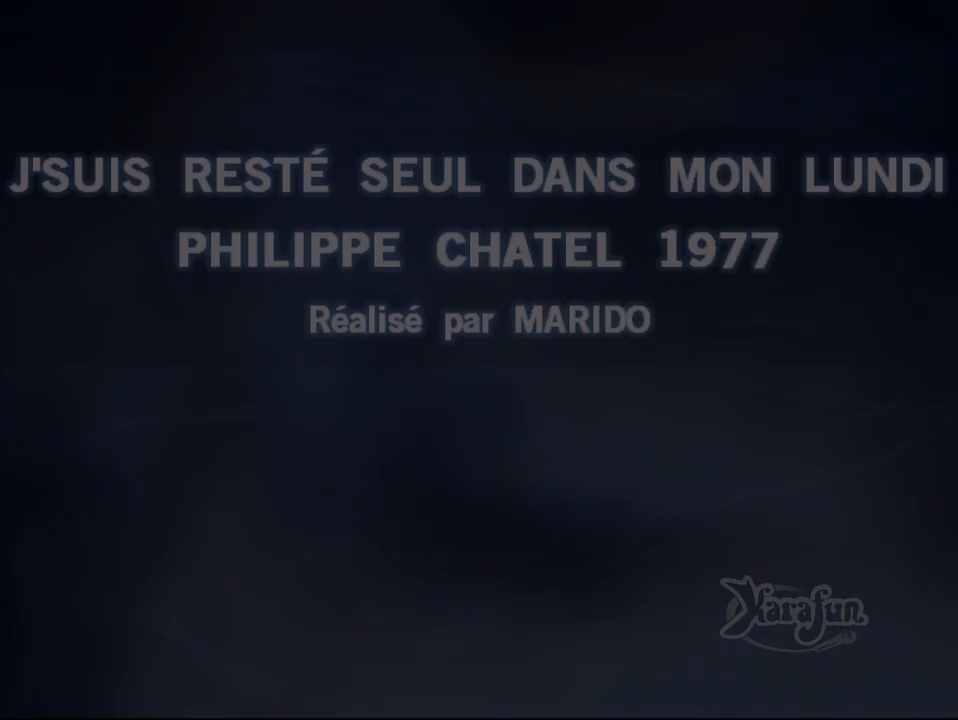 J'SUIS RESTÉ SEUL DANS MON LUNDI
PHILIPPE CHATEL 1977
Réalisé par MARIDO
Karafun